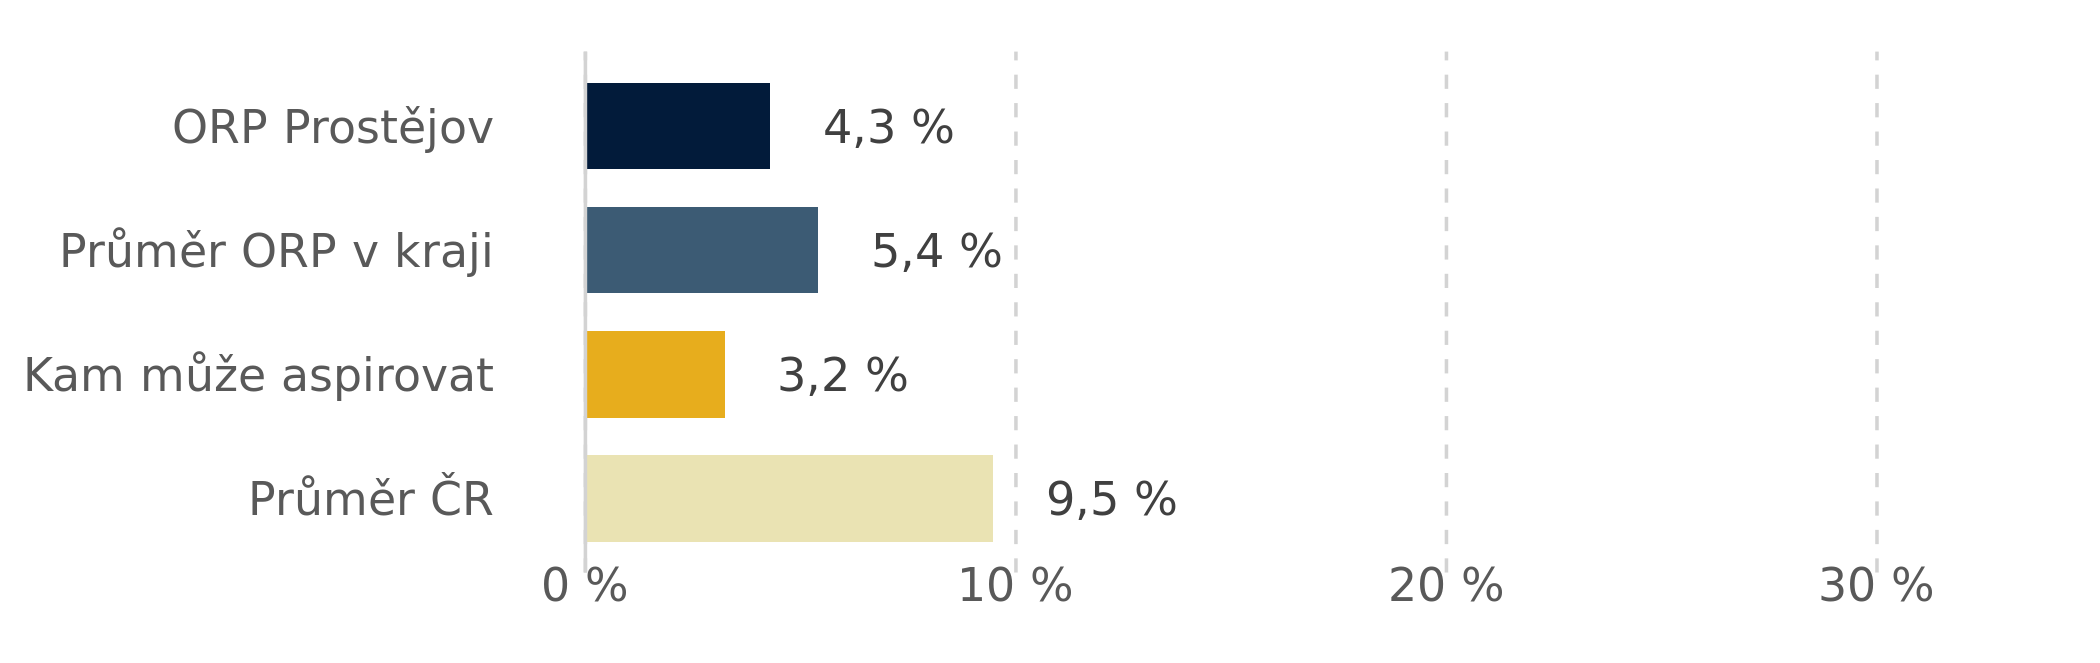 ORP Prostějov 4,3 %
Průměr ORP v kraji 5,4 %
Kam může aspirovat 3,2 %
Průměr ČR 9,5 %
0 % 10 % 20 % 30 %